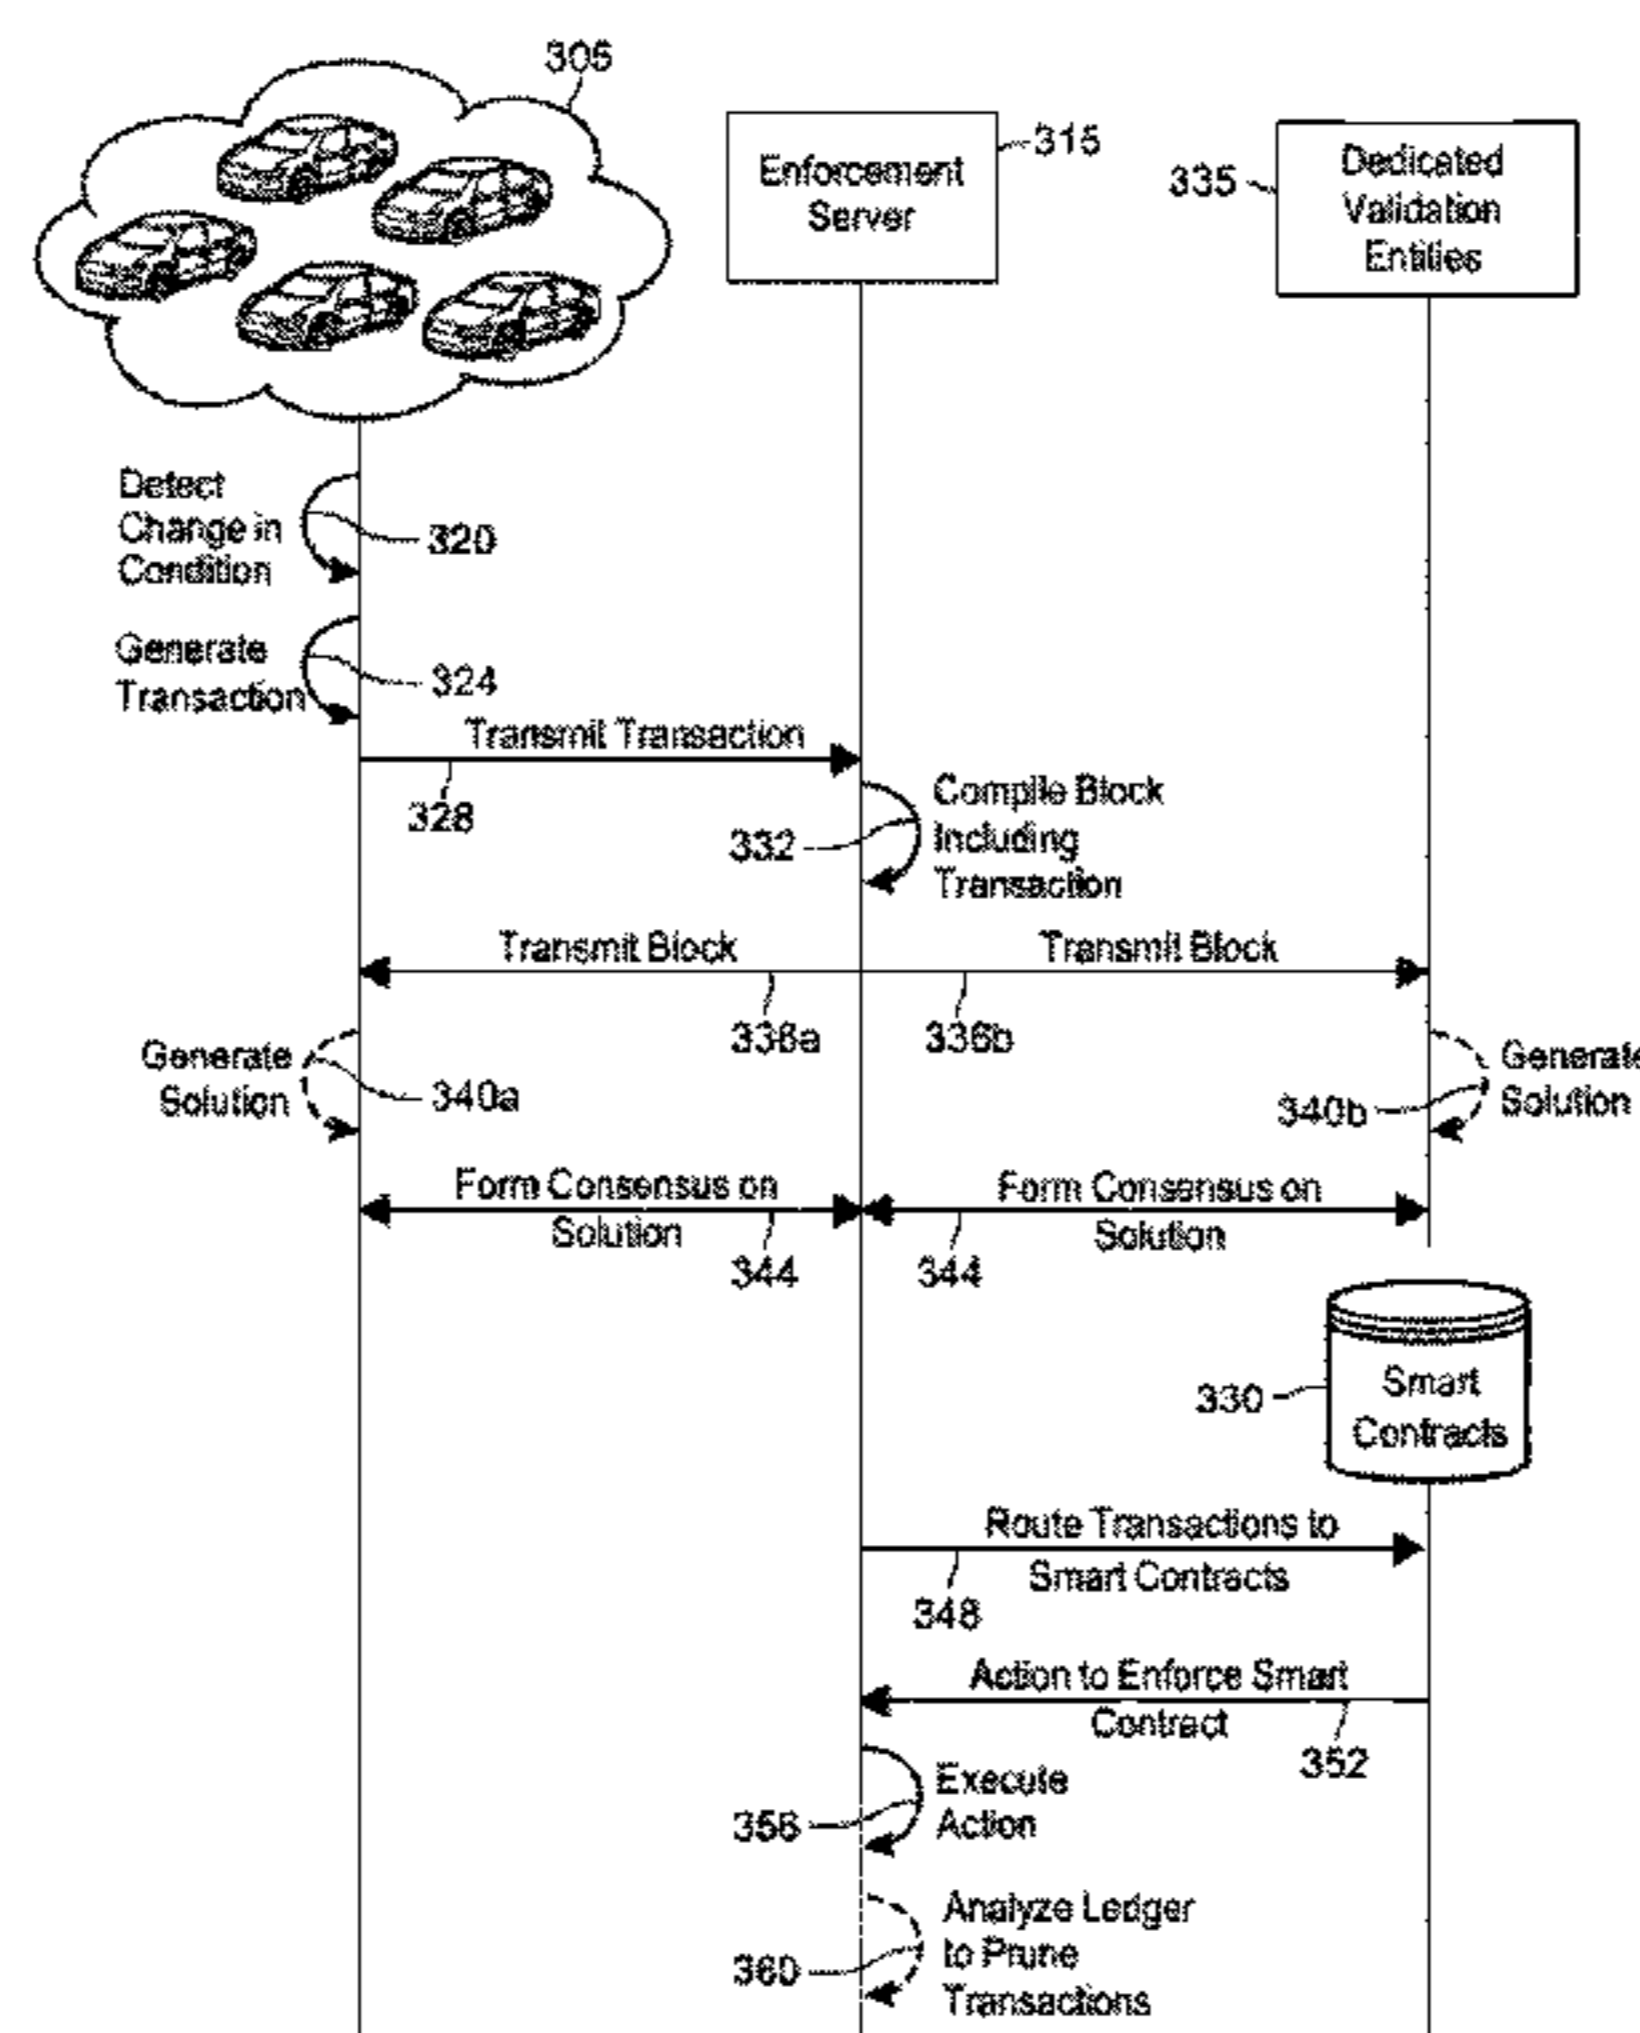 305
Enforcement
Server
315
335
Dedicated
Validation
Entities
Detect
Change in
Condition
320
Generate
Transaction
324
Transmit Transaction
328
332
Compile Block
Including
Transaction
Transmit Block
Transmit Block
336a
336b
Generate
Solution
340a
340b
Generate
Solution
Form Consensus on
Solution
344
Form Consensus on
Solution
344
330
Smart
Contracts
Route Transactions to
Smart Contracts
348
Action to Enforce Smart
Contract
352
356
Execute
Action
360
Analyze Ledger
to Prune
Transactions